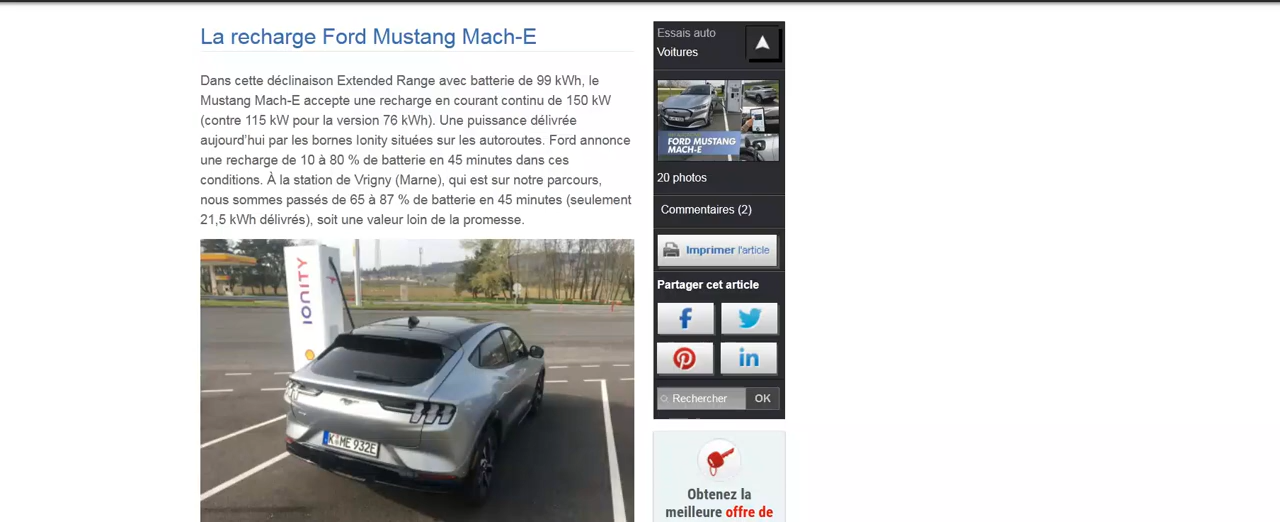 La recharge Ford Mustang Mach-E
Dans cette déclinaison Extended Range avec batterie de 99 kWh, le
Mustang Mach-E accepte une recharge en courant continu de 150 kW
(contre 115 kW pour la version 76 kWh). Une puissance délivrée
aujourd’hui par les bornes Ionity situées sur les autoroutes. Ford annonce
une recharge de 10 à 80 % de batterie en 45 minutes dans ces
conditions. À la station de Vrigny (Marne), qui est sur notre parcours,
nous sommes passés de 65 à 87 % de batterie en 45 minutes (seulement
21,5 kWh délivrés), soit une valeur loin de la promesse.
IONITY
K ME 932E
Essais auto
Voitures
FORD MUSTANG
MACH-E
20 photos
Commentaires (2)
Imprimer l'article
Partager cet article
Rechercher OK
Obtenez la
meilleure offre de